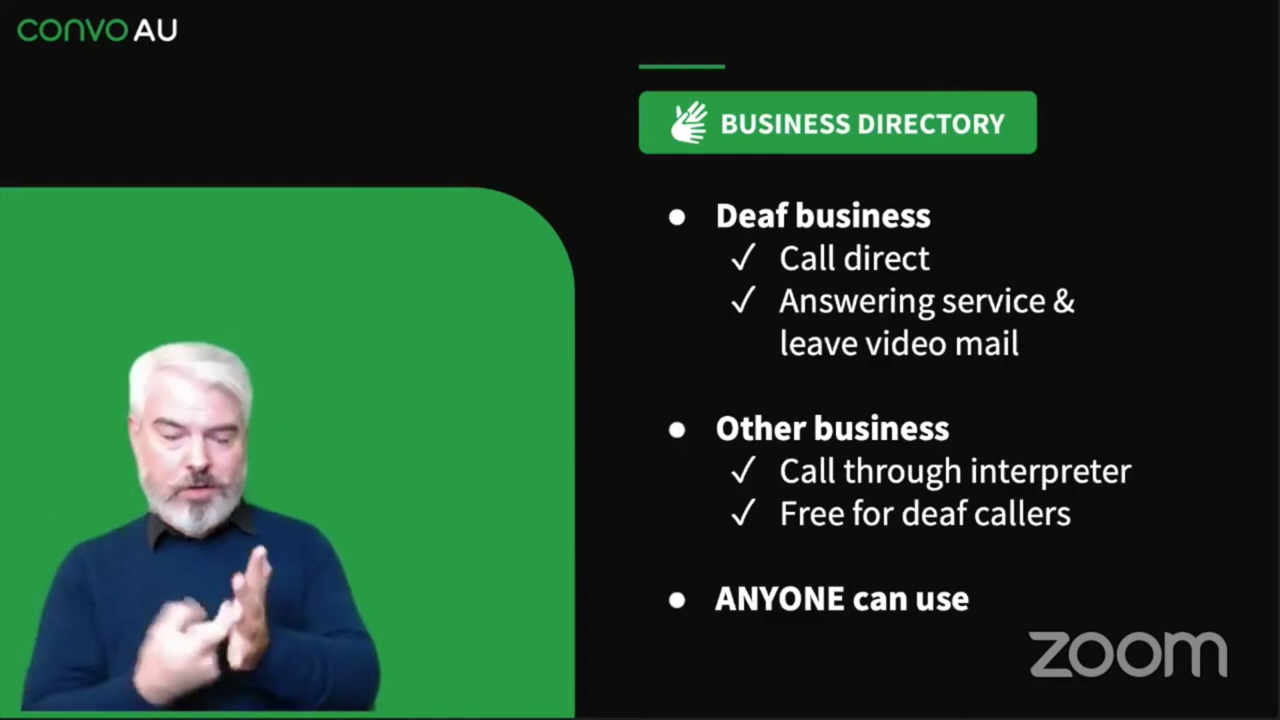 convo AU
BUSINESS DIRECTORY
● Deaf business
✓ Call direct
✓ Answering service &
leave video mail
● Other business
✓ Call through interpreter
✓ Free for deaf callers
● ANYONE can use
zoom